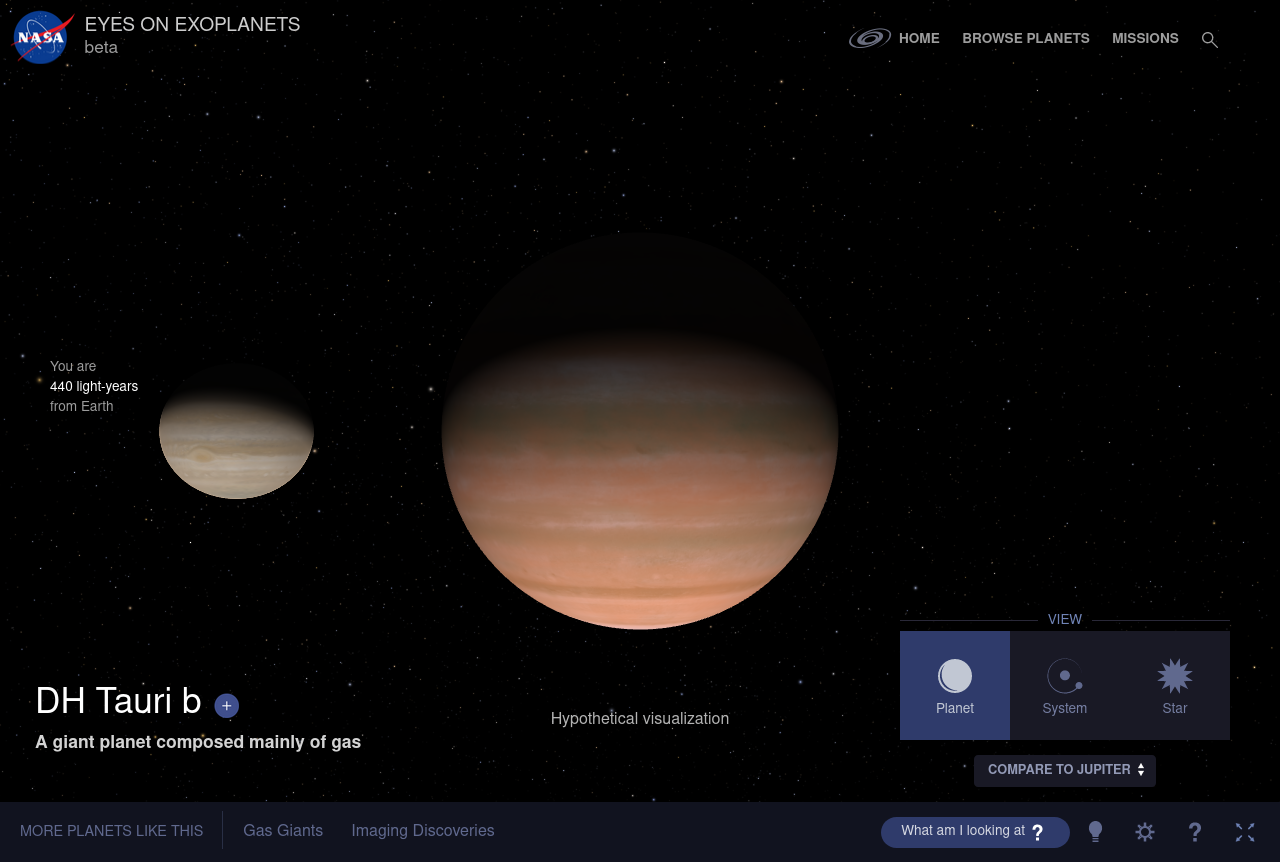 NASA
EYES ON EXOPLANETS
beta
HOME
BROWSE PLANETS
MISSIONS
You are
440 light-years
from Earth
VIEW
Planet
System
Star
DH Tauri b +
A giant planet composed mainly of gas
Hypothetical visualization
COMPARE TO JUPITER
MORE PLANETS LIKE THIS
Gas Giants
Imaging Discoveries
What am I looking at ?
?